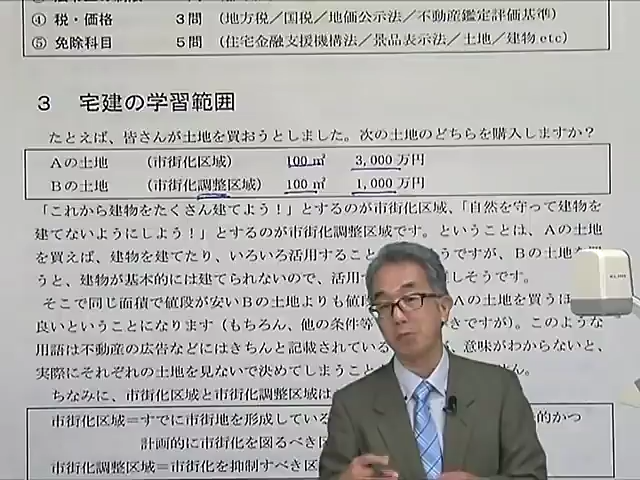 ④ 税・価格 3問 (地方税／国税／地価公示法／不動産鑑定評価基準)
⑤ 免除科目 5問 (住宅金融支援機構法／景品表示法／土地／建物 etc)
3 宅建の学習範囲
たとえば、皆さんが土地を買おうとしました。次の土地のどちらを購入しますか？
Aの土地 (市街化区域) 100㎡ 3,000万円
Bの土地 (市街化調整区域) 100㎡ 1,000万円
「これから建物をたくさん建てよう！」とするのが市街化区域、「自然を守って建物を
建てないようにしよう！」とするのが市街化調整区域です。ということは、Aの土地
を買えば、建物を建てたり、いろいろ活用すること うですが、Bの土地を
うと、建物が基本的には建てられないので、活用 しそうです。
そこで同じ面積で値段が安いBの土地よりも値段 Aの土地を買うほ
良いということになります（もちろん、他の条件等 きですが）。このような
用語は不動産の広告などにはきちんと記載されている 、意味がわからないと、
実際にそれぞれの土地を見ないで決めてしまうこと ん。
ちなみに、市街化区域と市街化調整区域は
市街化区域＝すでに市街地を形成している 的かつ
計画的に市街化を図るべき区
市街化調整区域＝市街化を抑制すべき区